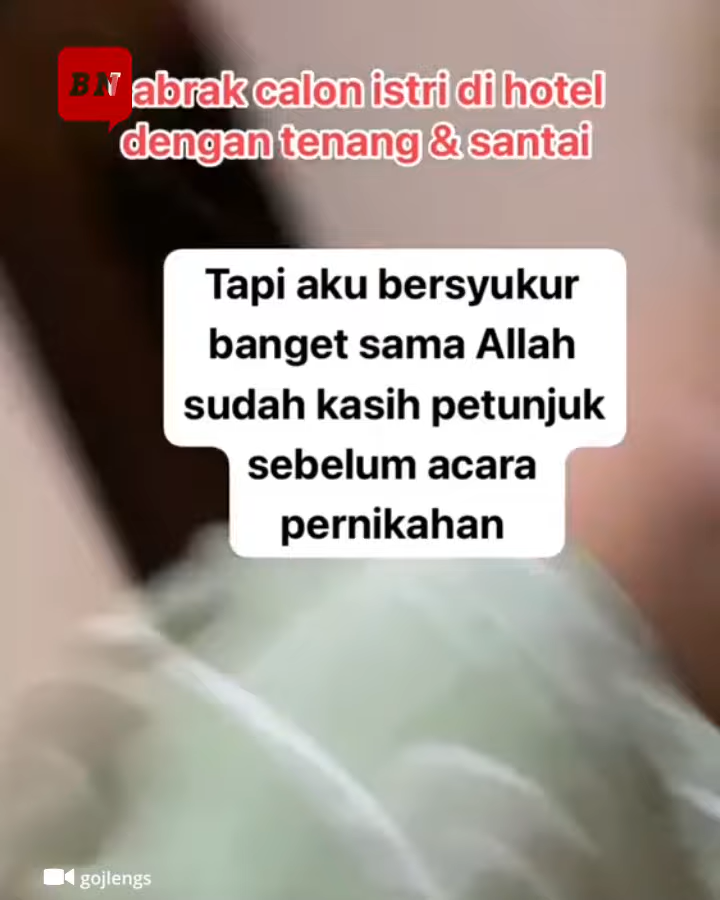 BN
abrak calon istri di hotel
dengan tenang & santai
Tapi aku bersyukur
banget sama Allah
sudah kasih petunjuk
sebelum acara
pernikahan
gojlengs